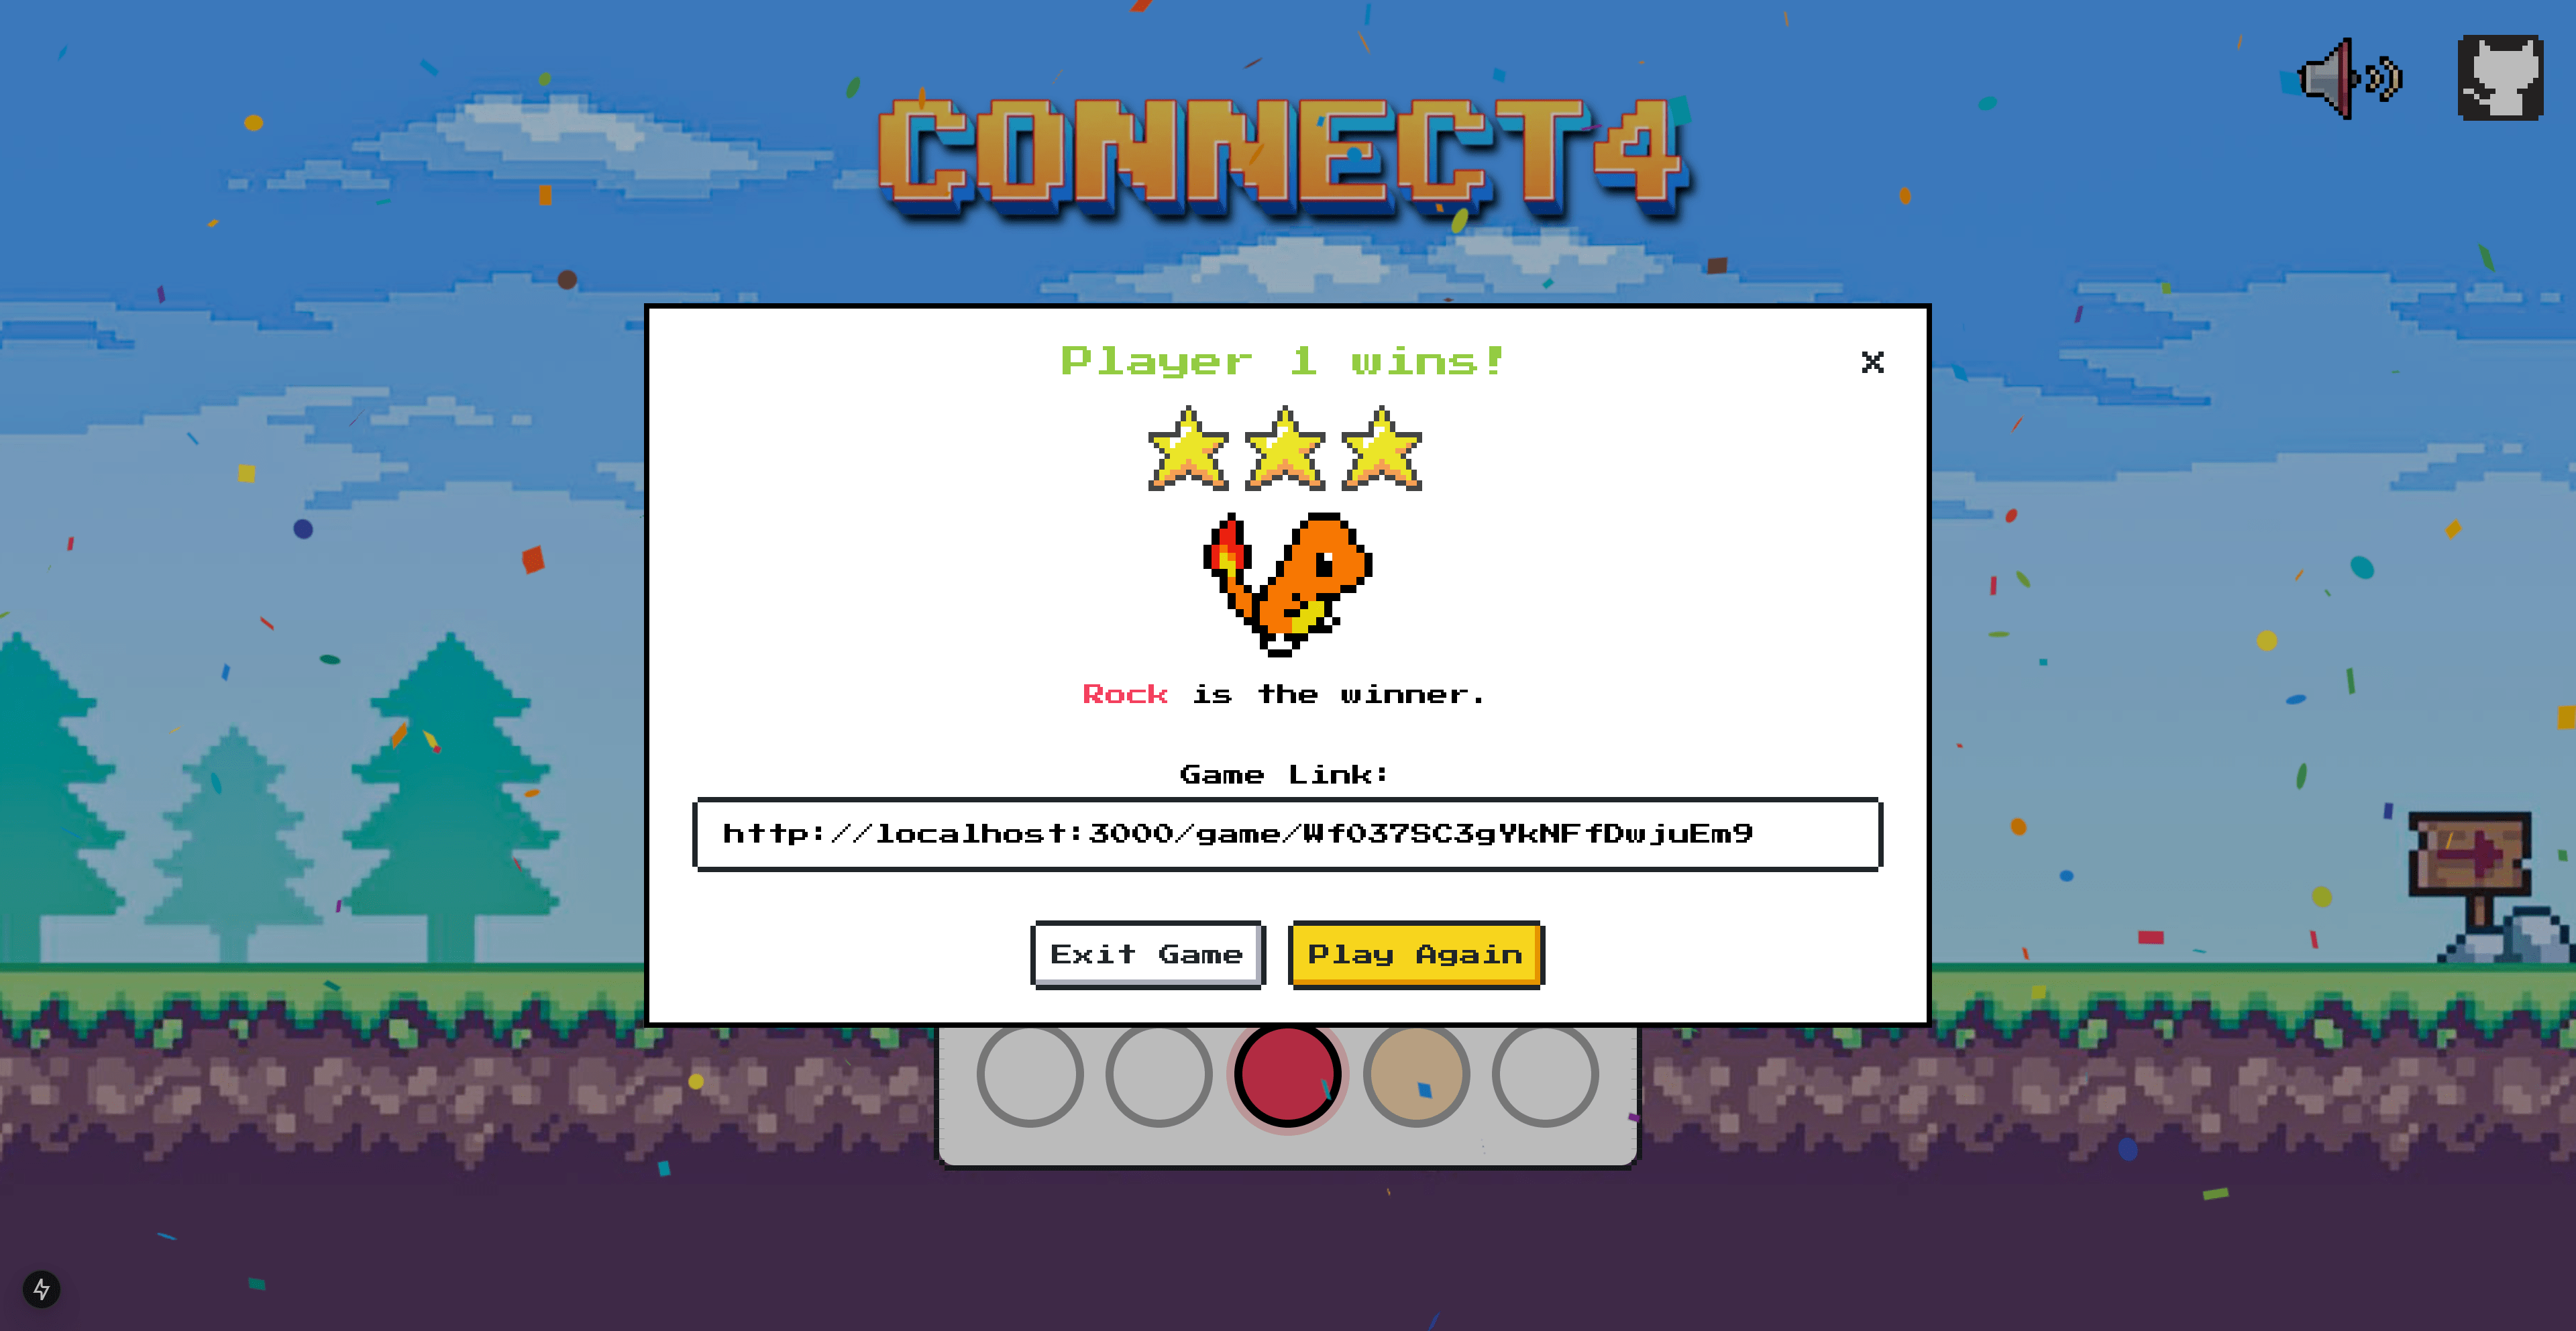 CONNECT4
Player 1 wins!
x
Rock is the winner.
Game Link:
http://localhost:3000/game/Wf037SC3gYkNFfDwjuEm9
Exit Game
Play Again